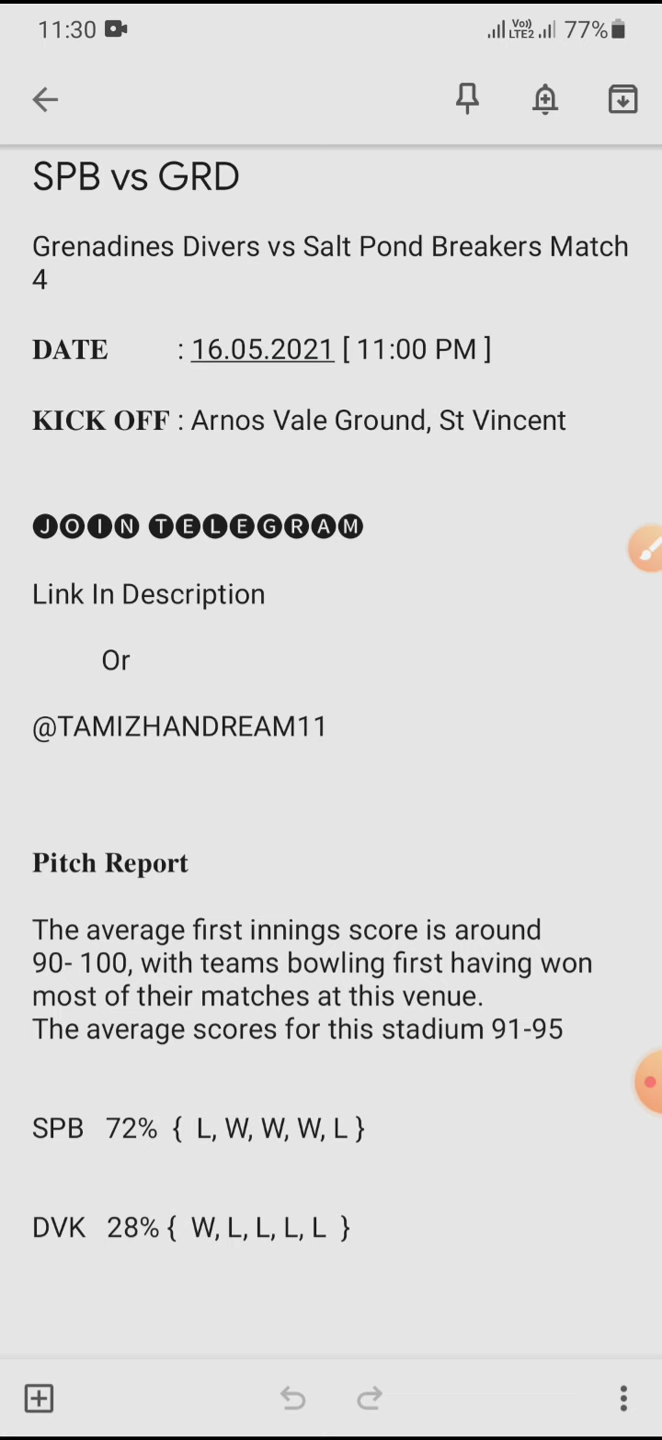 11:30
Vo)) LTE2 77%
SPB vs GRD
Grenadines Divers vs Salt Pond Breakers Match
4
DATE : 16.05.2021 [ 11:00 PM ]
KICK OFF : Arnos Vale Ground, St Vincent
JOIN TELEGRAM
Link In Description
Or
@TAMIZHANDREAM11
Pitch Report
The average first innings score is around
90- 100, with teams bowling first having won
most of their matches at this venue.
The average scores for this stadium 91-95
SPB 72% { L, W, W, W, L }
DVK 28% { W, L, L, L, L }